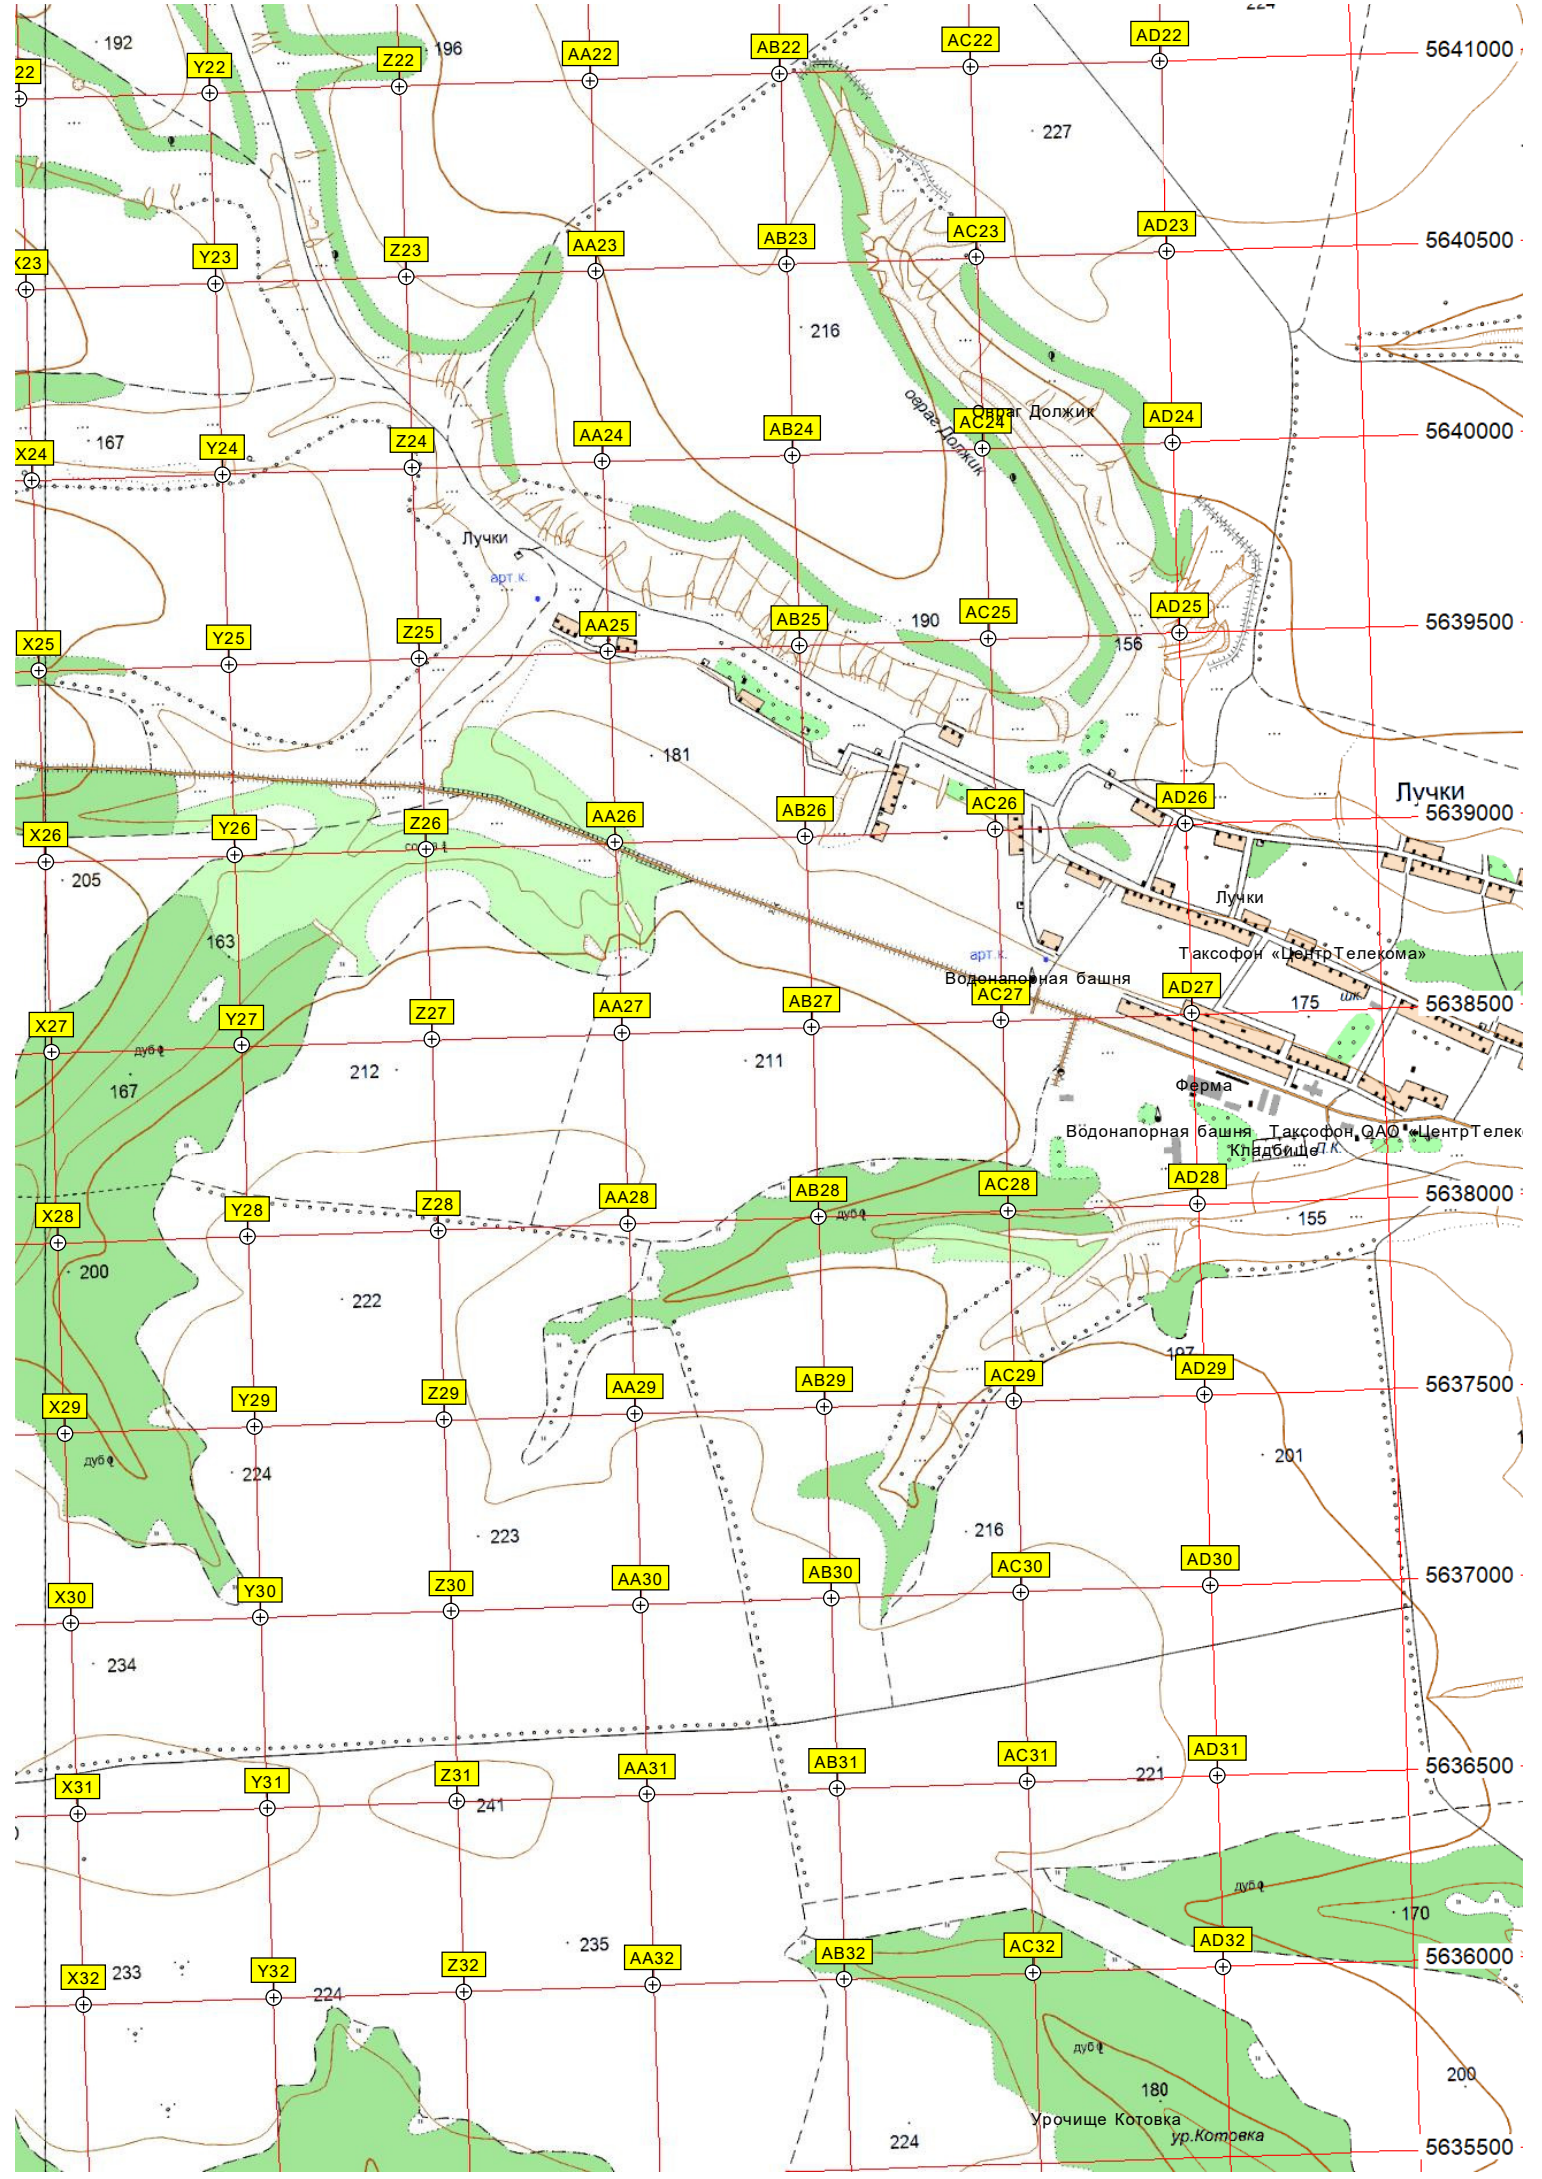 224
192
196
22
Y22
Z22
AA22
AB22
AC22
AD22
5641000
227
X23
Y23
Z23
AA23
AB23
AC23
AD23
5640500
216
овраг Должик
Овраг Должик
167
X24
Y24
Z24
AA24
AB24
AC24
AD24
5640000
Лучки
арт.к.
190
156
X25
Y25
Z25
AA25
AB25
AC25
AD25
5639500
181
Лучки
X26
Y26
Z26
AA26
AB26
AC26
AD26
5639000
205
163
Лучки
Таксофон «ЦентрТелекома»
арт.к.
Водонапорная башня
X27
Y27
Z27
AA27
AB27
AC27
AD27
175
шк.
5638500
дуб
167
212
211
Ферма
Водонапорная башня
Таксофон ОАО «ЦентрТелек
Кладбище
П.К.
X28
Y28
Z28
AA28
AB28
дуб
AC28
AD28
5638000
155
200
222
197
X29
Y29
Z29
AA29
AB29
AC29
AD29
5637500
дуб
224
201
223
216
X30
Y30
Z30
AA30
AB30
AC30
AD30
5637000
234
X31
Y31
Z31
AA31
AB31
AC31
AD31
5636500
241
221
дуб
170
235
233
X32
Y32
Z32
AA32
AB32
AC32
AD32
5636000
224
дуб
200
180
Урочище Котовка
ур.Котовка
224
5635500